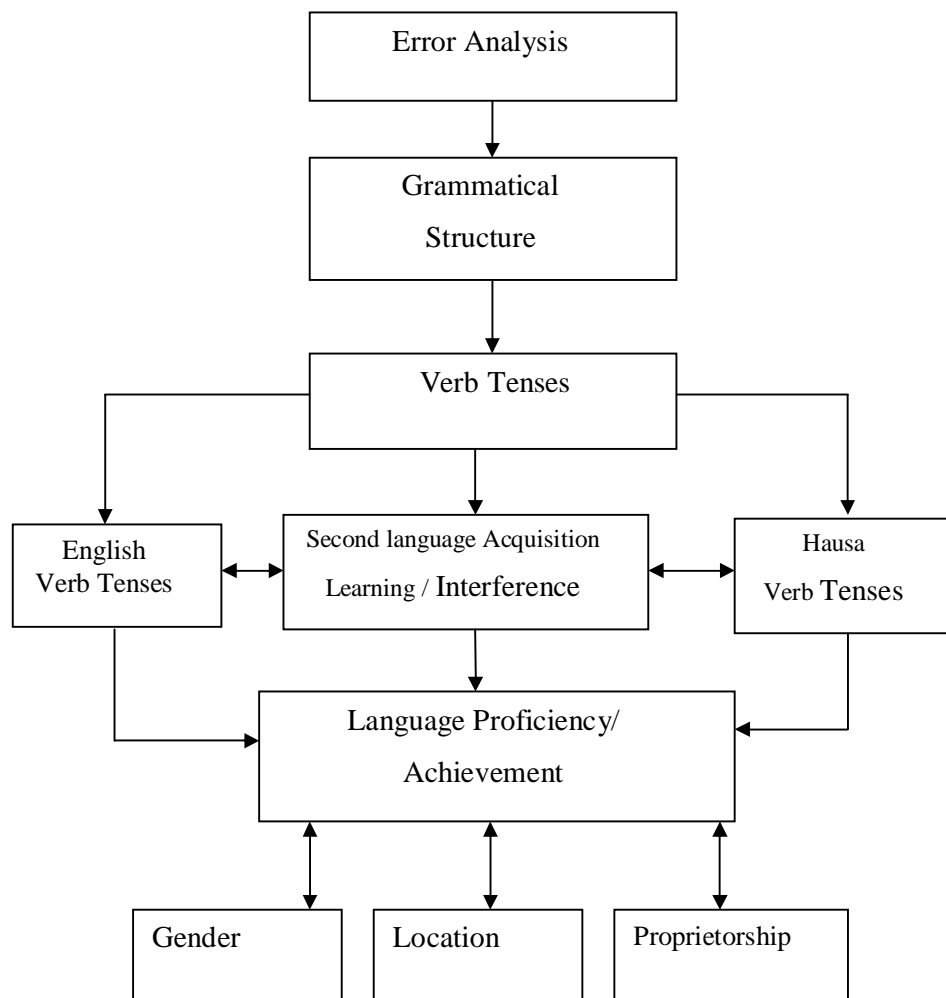 Error Analysis
Grammatical
Structure
Verb Tenses
English
Verb Tenses
Second language Acquisition
Learning / Interference
Hausa
Verb Tenses
Language Proficiency/
Achievement
Gender
Location
Proprietorship